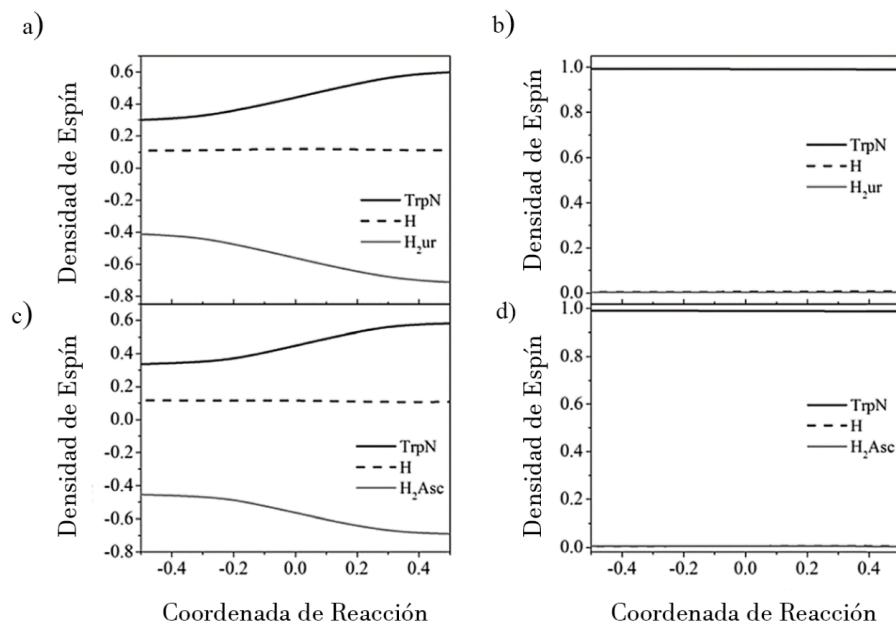 a)
Densidad de Espín
0.6
0.4
0.2
0.0
-0.2
-0.4
-0.6
-0.8
TrpN
H
H₂ur
b)
Densidad de Espín
1.0
0.8
0.6
0.4
0.2
0.0
TrpN
H
H₂ur
c)
Densidad de Espín
0.6
0.4
0.2
0.0
-0.2
-0.4
-0.6
-0.8
TrpN
H
H₂Asc
-0.4
-0.2
0.0
0.2
0.4
Coordenada de Reacción
d)
Densidad de Espín
1.0
0.8
0.6
0.4
0.2
0.0
TrpN
H
H₂Asc
-0.4
-0.2
0.0
0.2
0.4
Coordenada de Reacción